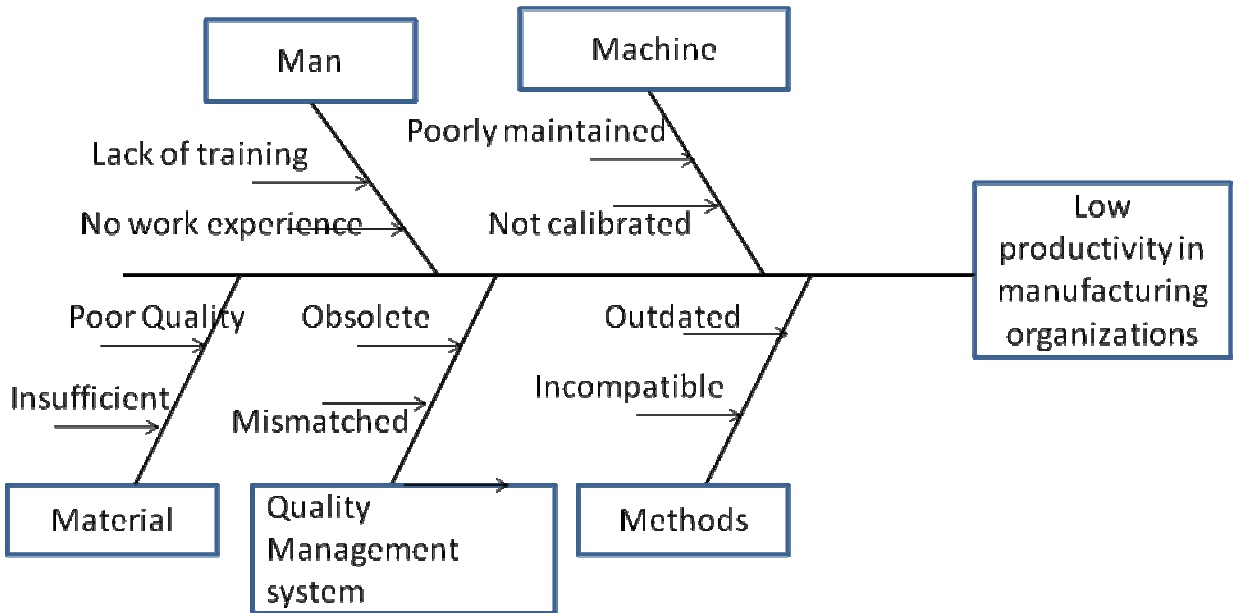 Man
Machine
Lack of training
No work experience
Poorly maintained
Not calibrated
Low
productivity in
manufacturing
organizations
Poor Quality
Insufficient
Obsolete
Mismatched
Outdated
Incompatible
Material
Quality
Management
system
Methods